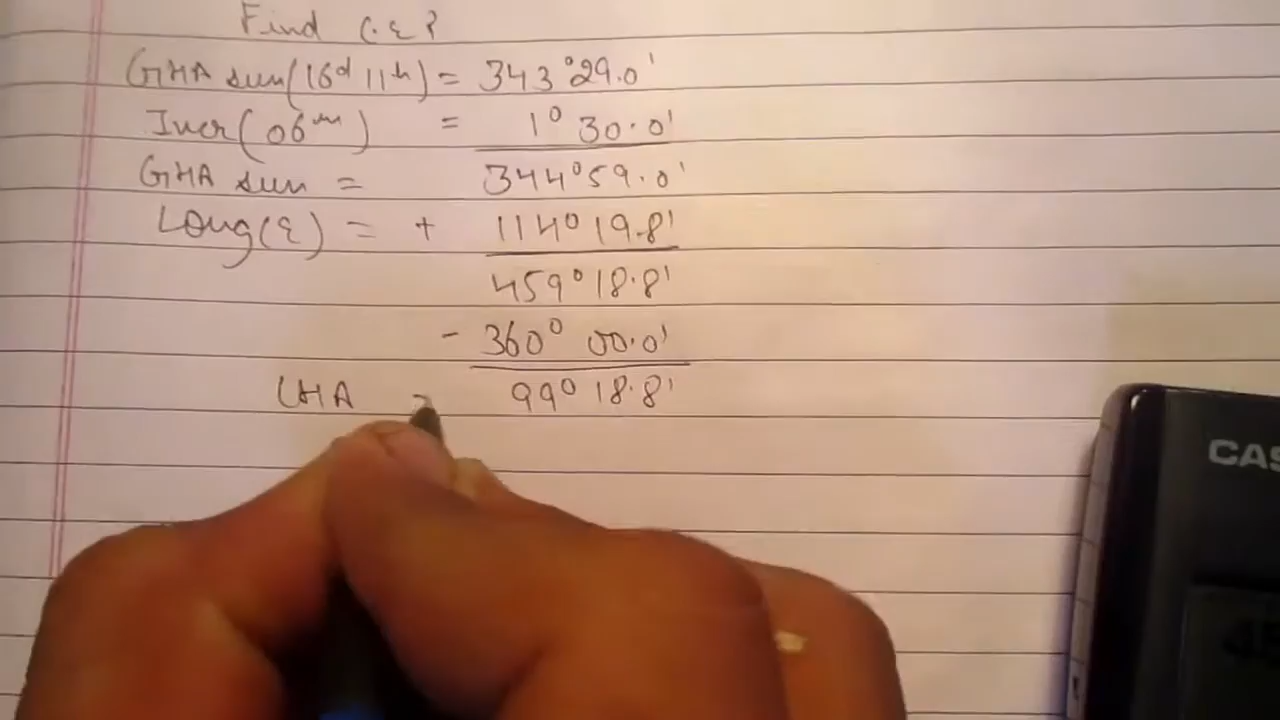 Find C.E?
GHA sun(16ᵈ 11ʰ) = 343°29.0'
Incr(06ᵐ) = 1° 30.0'
GHA sun = 344°59.0'
Long(E) = + 114° 19.8'
459° 18.8'
- 360° 00.0'
LHA = 99° 18.8'
CAS